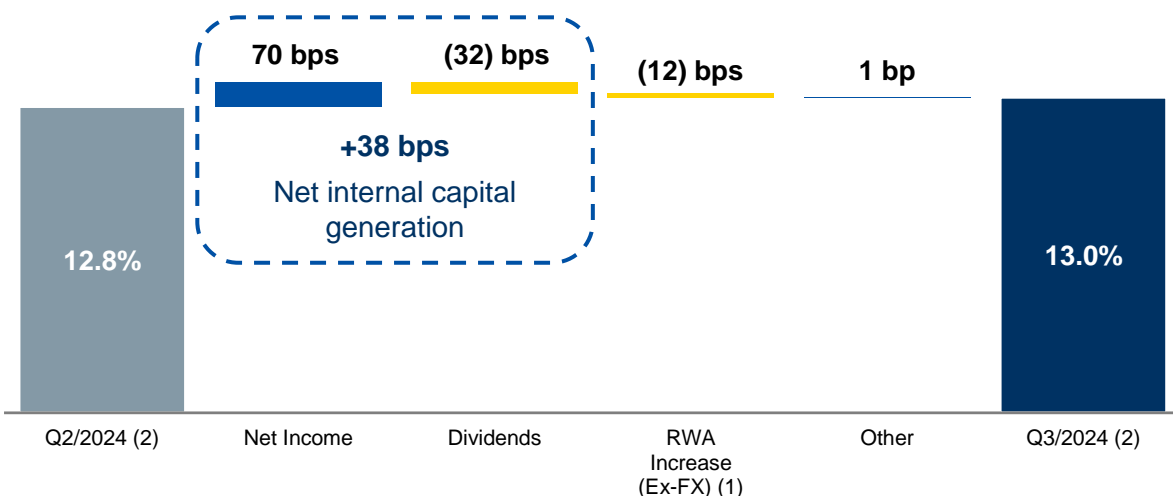 70 bps
(32) bps
(12) bps
1 bp
+38 bps
Net internal capital
generation
12.8%
13.0%
Q2/2024 (2)
Net Income
Dividends
RWA
Increase
(Ex-FX) (1)
Other
Q3/2024 (2)